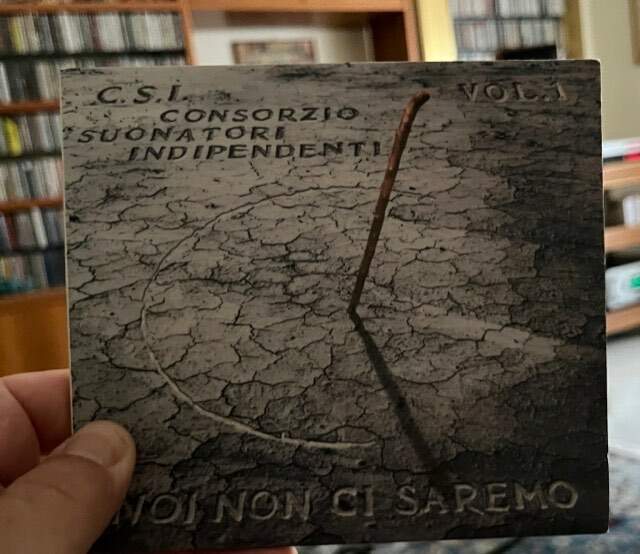 C.S.I.
VOL.1
CONSORZIO
SUONATORI
INDIPENDENTI
NOI NON CI SAREMO